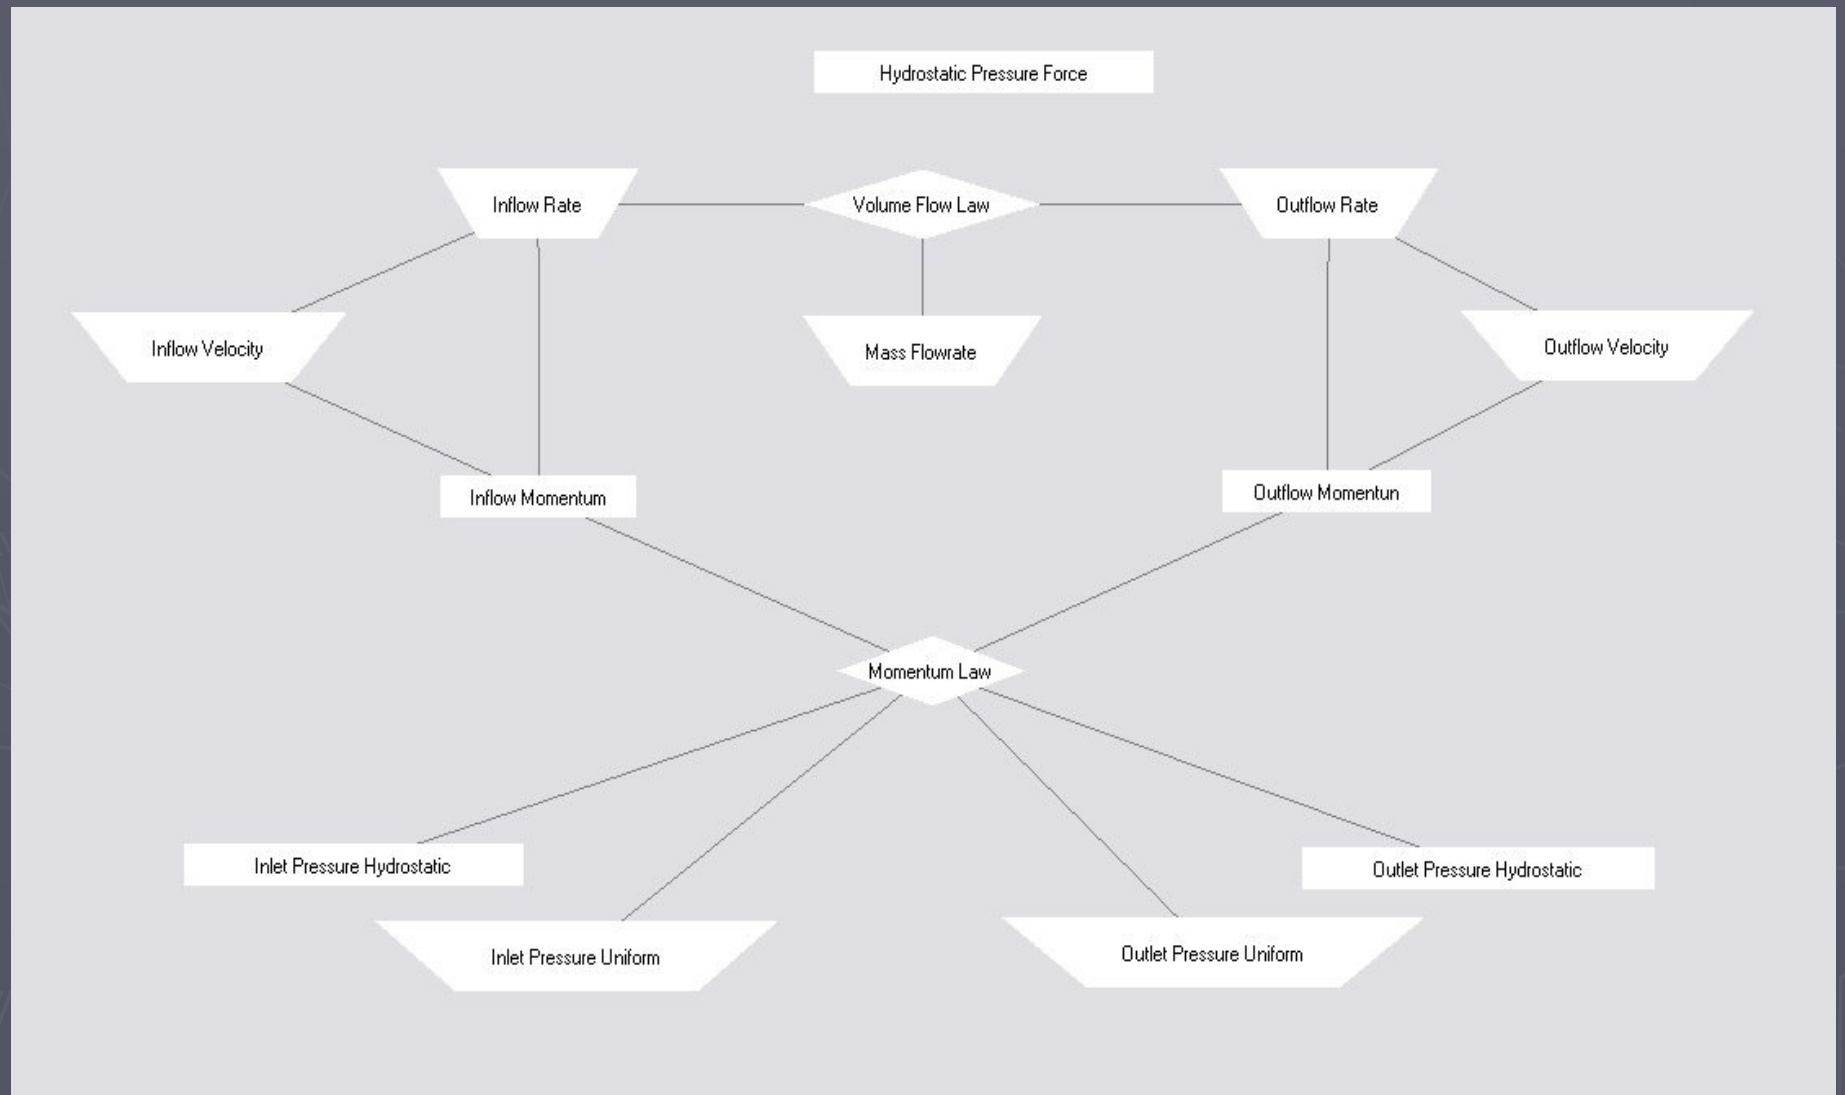 Hydrostatic Pressure Force
Inflow Rate
Volume Flow Law
Outflow Rate
Inflow Velocity
Mass Flowrate
Outflow Velocity
Inflow Momentum
Outflow Momentun
Momentum Law
Inlet Pressure Hydrostatic
Outlet Pressure Hydrostatic
Inlet Pressure Uniform
Outlet Pressure Uniform